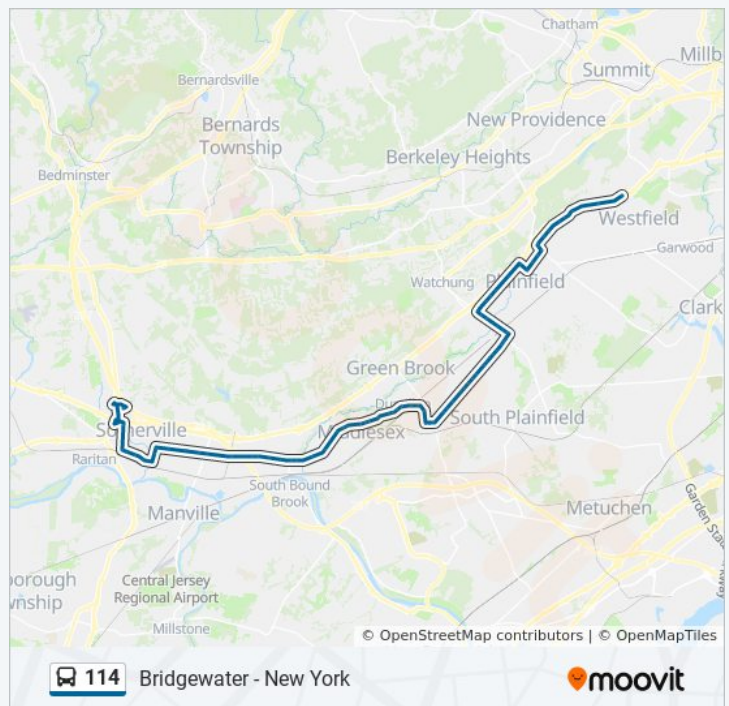 Chatham
Millb
Summit
Bernardsville
New Providence
Bernards
Township
Berkeley Heights
Bedminster
Westfield
Garwood
Watchung
Plainfield
Clark
Green Brook
South Plainfield
Somerville
Middlesex
Raritan
South Bound
Brook
Manville
Metuchen
Garden Stat
kway
borough
wnship
Central Jersey
Regional Airport
Millstone
© OpenStreetMap contributors | © OpenMapTiles
114 Bridgewater - New York
moovit